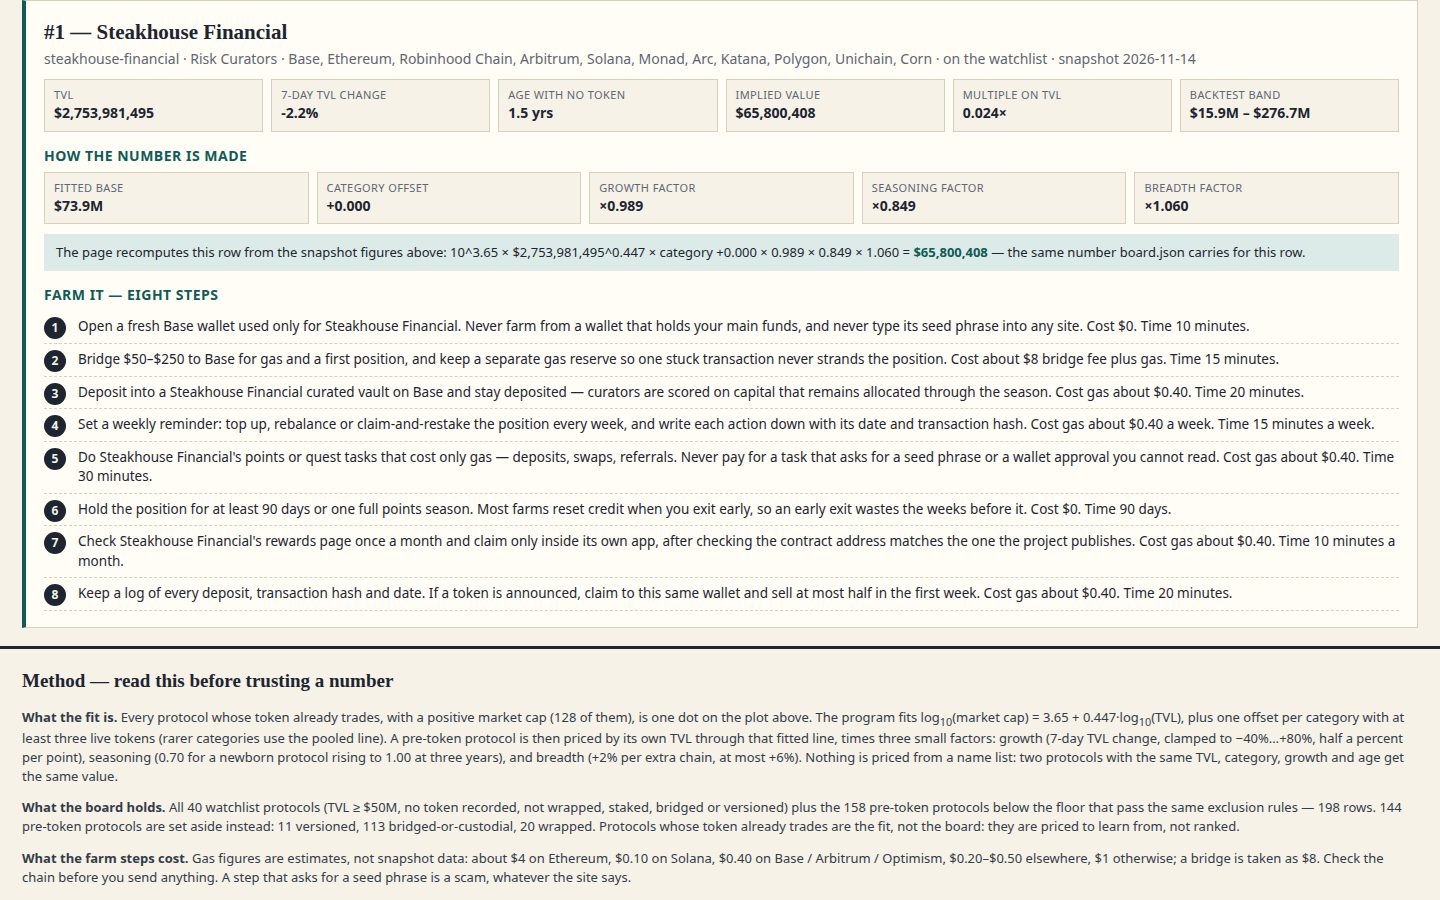 #1 — Steakhouse Financial
steakhouse-financial · Risk Curators · Base, Ethereum, Robinhood Chain, Arbitrum, Solana, Monad, Arc, Katana, Polygon, Unichain, Corn · on the watchlist · snapshot 2026-11-14
TVL
$2,753,981,495
7-DAY TVL CHANGE
-2.2%
AGE WITH NO TOKEN
1.5 yrs
IMPLIED VALUE
$65,800,408
MULTIPLE ON TVL
0.024×
BACKTEST BAND
$15.9M – $276.7M
HOW THE NUMBER IS MADE
FITTED BASE
$73.9M
CATEGORY OFFSET
+0.000
GROWTH FACTOR
×0.989
SEASONING FACTOR
×0.849
BREADTH FACTOR
×1.060
The page recomputes this row from the snapshot figures above: 10^3.65 × $2,753,981,495^0.447 × category +0.000 × 0.989 × 0.849 × 1.060 = $65,800,408 — the same number board.json carries for this row.
FARM IT — EIGHT STEPS
1 Open a fresh Base wallet used only for Steakhouse Financial. Never farm from a wallet that holds your main funds, and never type its seed phrase into any site. Cost $0. Time 10 minutes.
2 Bridge $50–$250 to Base for gas and a first position, and keep a separate gas reserve so one stuck transaction never strands the position. Cost about $8 bridge fee plus gas. Time 15 minutes.
3 Deposit into a Steakhouse Financial curated vault on Base and stay deposited — curators are scored on capital that remains allocated through the season. Cost gas about $0.40. Time 20 minutes.
4 Set a weekly reminder: top up, rebalance or claim-and-restake the position every week, and write each action down with its date and transaction hash. Cost gas about $0.40 a week. Time 15 minutes a week.
5 Do Steakhouse Financial's points or quest tasks that cost only gas — deposits, swaps, referrals. Never pay for a task that asks for a seed phrase or a wallet approval you cannot read. Cost gas about $0.40. Time
30 minutes.
6 Hold the position for at least 90 days or one full points season. Most farms reset credit when you exit early, so an early exit wastes the weeks before it. Cost $0. Time 90 days.
7 Check Steakhouse Financial's rewards page once a month and claim only inside its own app, after checking the contract address matches the one the project publishes. Cost gas about $0.40. Time 10 minutes a
month.
8 Keep a log of every deposit, transaction hash and date. If a token is announced, claim to this same wallet and sell at most half in the first week. Cost gas about $0.40. Time 20 minutes.
Method — read this before trusting a number
What the fit is. Every protocol whose token already trades, with a positive market cap (128 of them), is one dot on the plot above. The program fits log10(market cap) = 3.65 + 0.447·log10(TVL), plus one offset per category with at
least three live tokens (rarer categories use the pooled line). A pre-token protocol is then priced by its own TVL through that fitted line, times three small factors: growth (7-day TVL change, clamped to −40%…+80%, half a percent
per point), seasoning (0.70 for a newborn protocol rising to 1.00 at three years), and breadth (+2% per extra chain, at most +6%). Nothing is priced from a name list: two protocols with the same TVL, category, growth and age get
the same value.
What the board holds. All 40 watchlist protocols (TVL ≥ $50M, no token recorded, not wrapped, staked, bridged or versioned) plus the 158 pre-token protocols below the floor that pass the same exclusion rules — 198 rows. 144
pre-token protocols are set aside instead: 11 versioned, 113 bridged-or-custodial, 20 wrapped. Protocols whose token already trades are the fit, not the board: they are priced to learn from, not ranked.
What the farm steps cost. Gas figures are estimates, not snapshot data: about $4 on Ethereum, $0.10 on Solana, $0.40 on Base / Arbitrum / Optimism, $0.20–$0.50 elsewhere, $1 otherwise; a bridge is taken as $8. Check the
chain before you send anything. A step that asks for a seed phrase is a scam, whatever the site says.